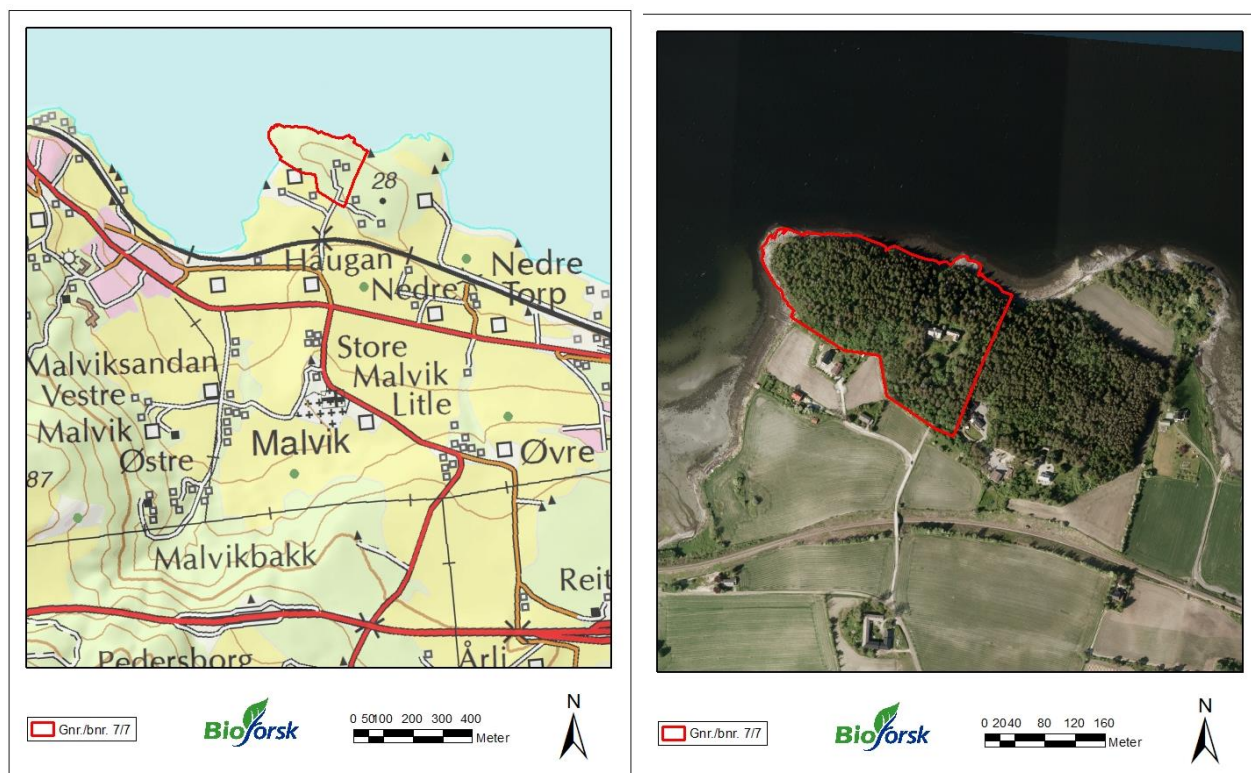 28
Haugan
Nedre
Nedre
Torp
Malviksandan
Vestre
Store
Malvik
Litle
Malvik
Malvik
Øvre
Østre
87
Malvikbakk
Reit
Pedersborg
Årli
Gnr./bnr. 7/7
Bioforsk
0 50100 200 300 400
Meter
N
Gnr./bnr. 7/7
Bioforsk
0 2040 80 120 160
Meter
N